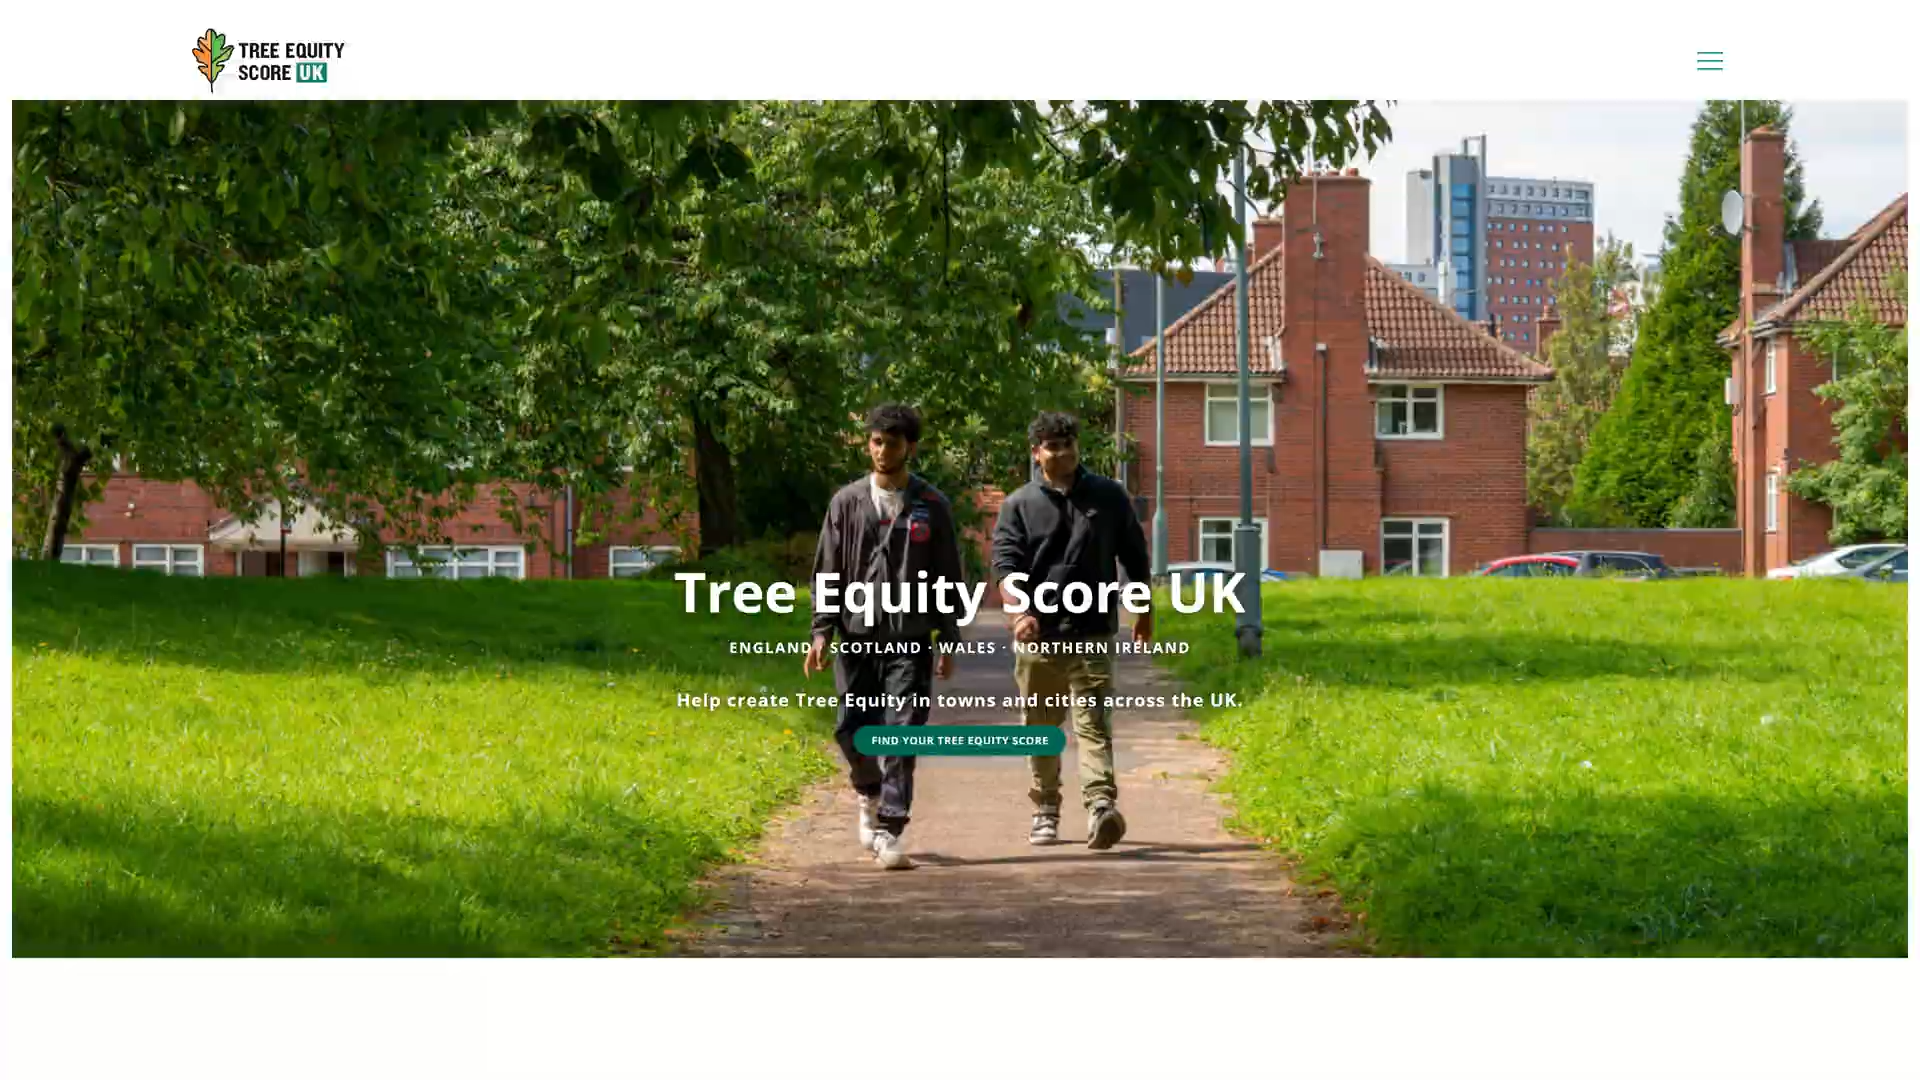 TREE EQUITY
SCORE UK
Tree Equity Score UK
ENGLAND · SCOTLAND · WALES · NORTHERN IRELAND
Help create Tree Equity in towns and cities across the UK.
FIND YOUR TREE EQUITY SCORE